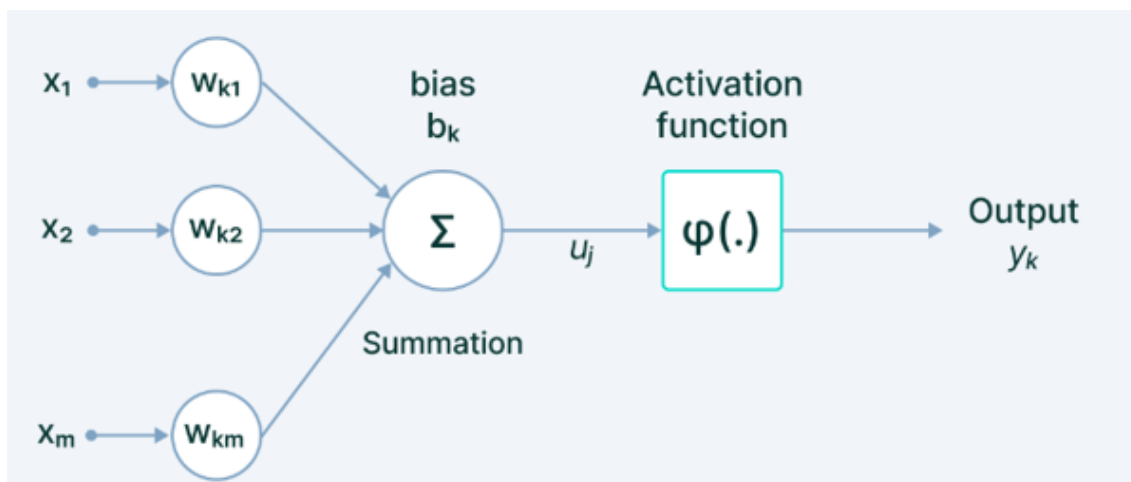 x₁
wₖ₁
bias
bₖ
Activation
function
x₂
wₖ₂
Σ
uⱼ
φ(.)
Output
yₖ
Summation
xₘ
wₖₘ